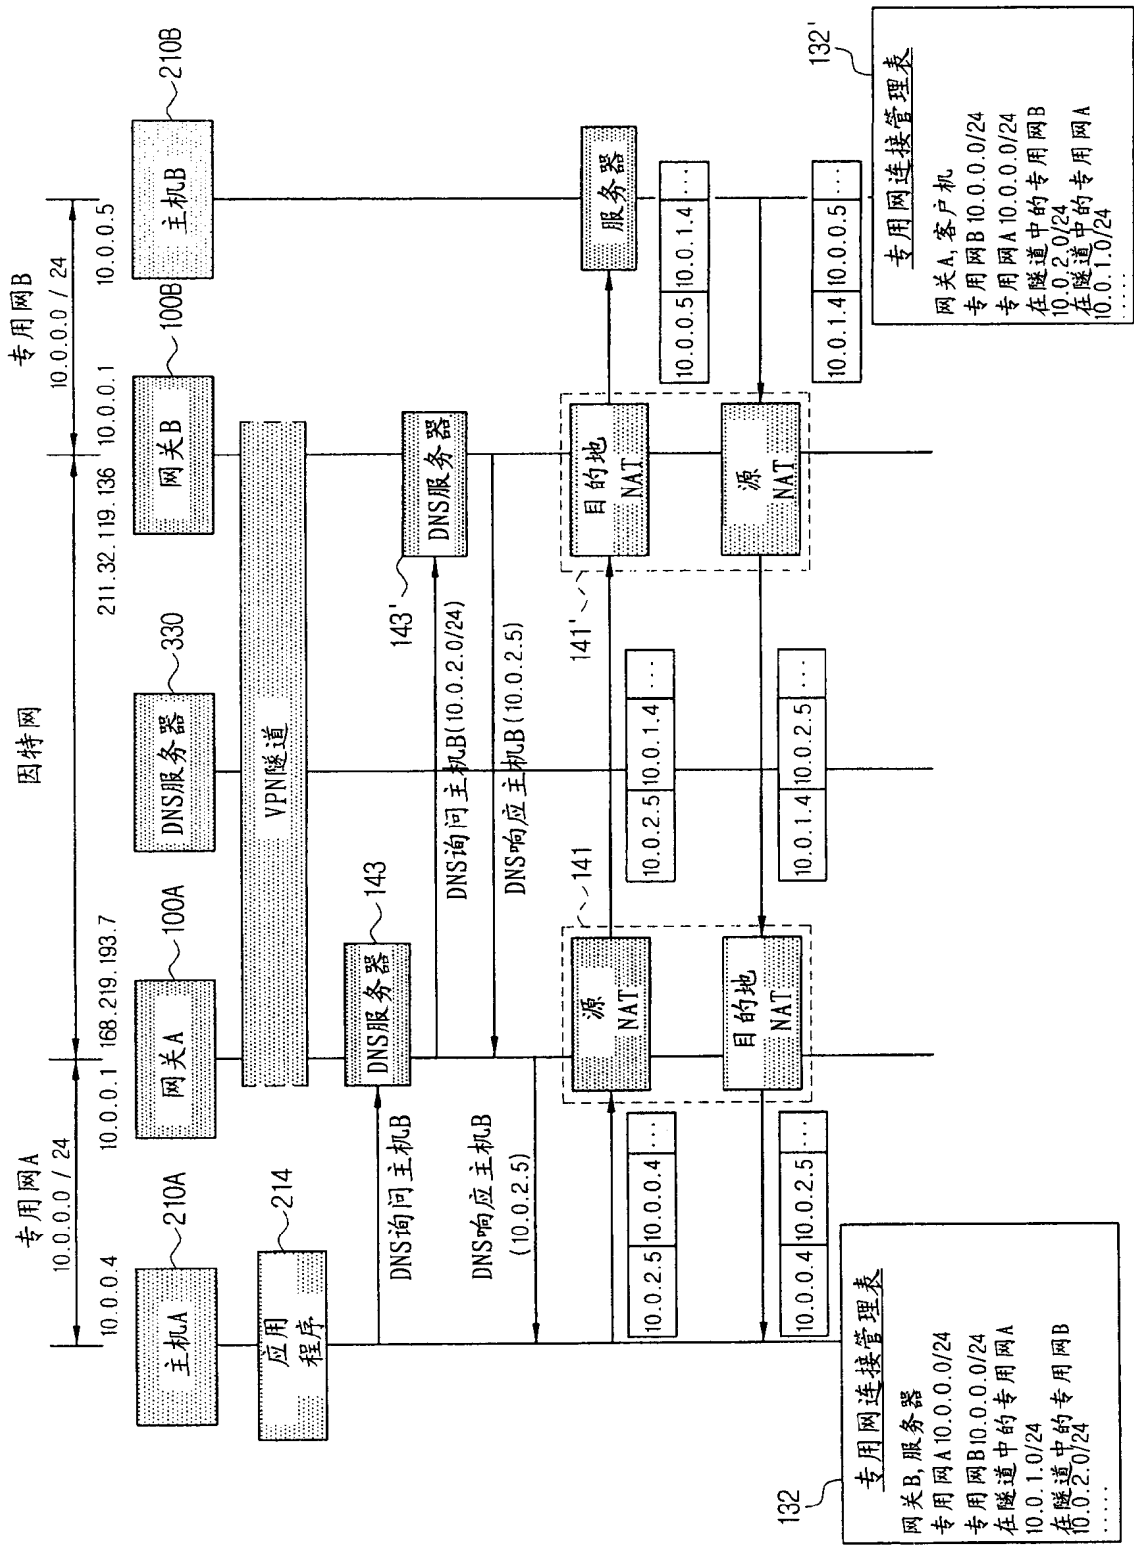 专用网A
10.0.0.0 / 24
因特网
专用网B
10.0.0.0 / 24
10.0.0.4
10.0.0.1
168.219.193.7
211.32.119.136
10.0.0.1
10.0.0.5
主机A
210A
网关A
100A
DNS服务器
330
网关B
100B
主机B
210B
应用
程序
214
VPN隧道
DNS服务器
143
DNS询问主机B
DNS服务器
143'
DNS询问主机B(10.0.2.0/24)
DNS响应主机B(10.0.2.5)
DNS响应主机B
(10.0.2.5)
源
NAT
141
目的地
NAT
141'
服务器
10.0.2.5 10.0.0.4 ...
10.0.2.5 10.0.1.4 ...
10.0.0.5 10.0.1.4 ...
目的地
NAT
源
NAT
10.0.0.4 10.0.2.5 ...
10.0.1.4 10.0.2.5
10.0.1.4 10.0.0.5 ...
132
专用网连接管理表
网关B,服务器
专用网A10.0.0.0/24
专用网B10.0.0.0/24
在隧道中的专用网A
10.0.1.0/24
在隧道中的专用网B
10.0.2.0/24
.....
132'
专用网连接管理表
网关A,客户机
专用网B10.0.0.0/24
专用网A10.0.0.0/24
在隧道中的专用网B
10.0.2.0/24
在隧道中的专用网A
10.0.1.0/24
.....